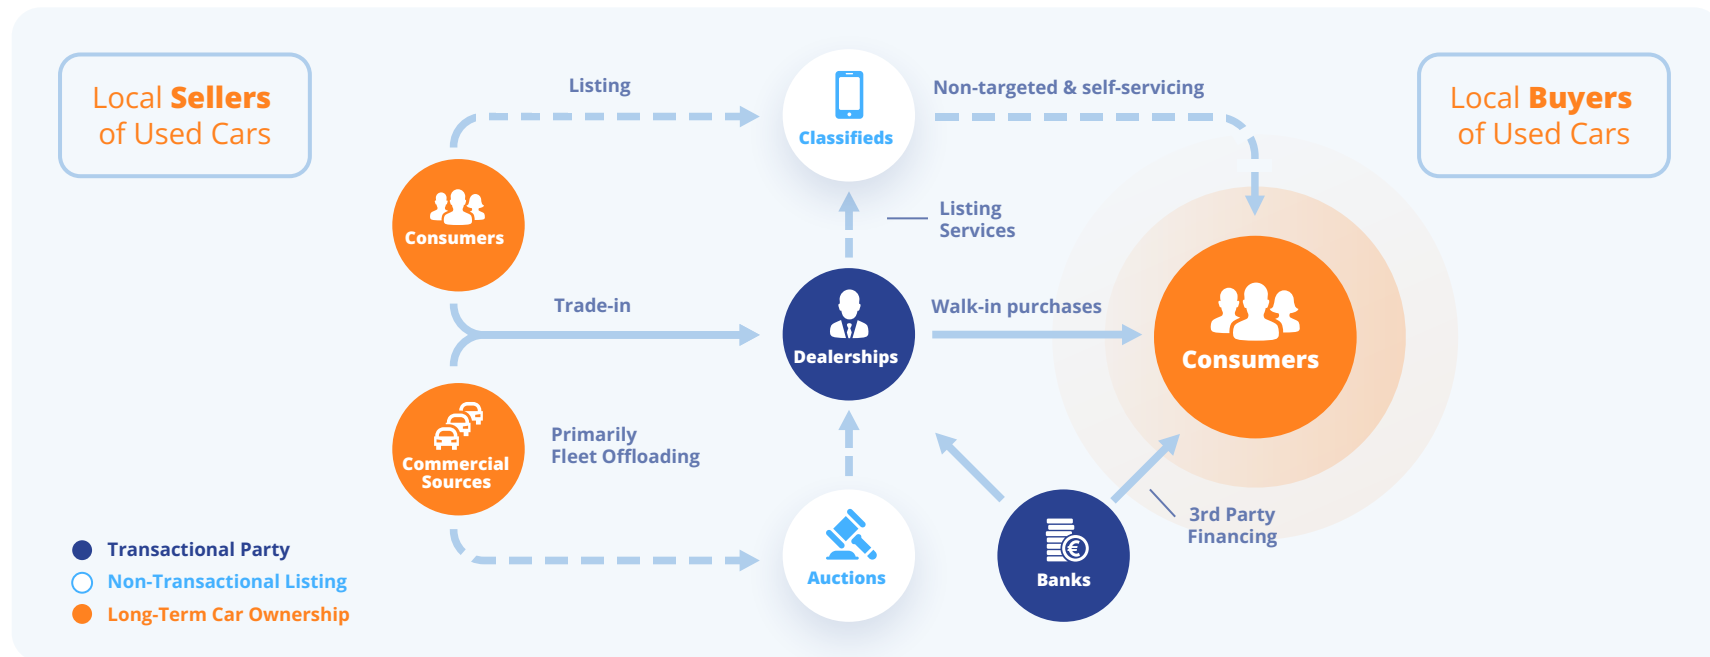 Local Sellers
of Used Cars
Listing
Classifieds
Non-targeted & self-servicing
Local Buyers
of Used Cars
Consumers
Listing
Services
Trade-in
Dealerships
Walk-in purchases
Consumers
Commercial
Sources
Primarily
Fleet Offloading
Auctions
€
Banks
3rd Party
Financing
Transactional Party
Non-Transactional Listing
Long-Term Car Ownership